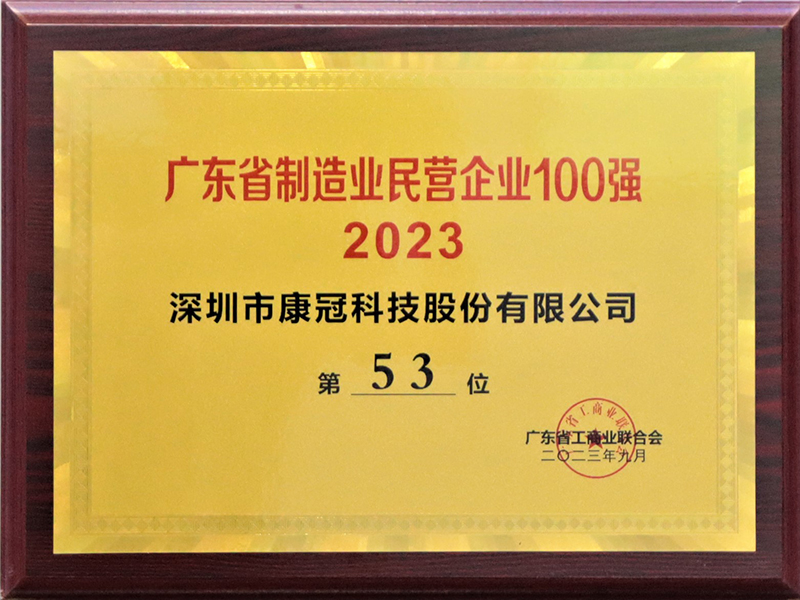 广东省制造业民营企业100强
2023
深圳市康冠科技股份有限公司
第 53 位
广东省工商业联合会
二〇二三年九月